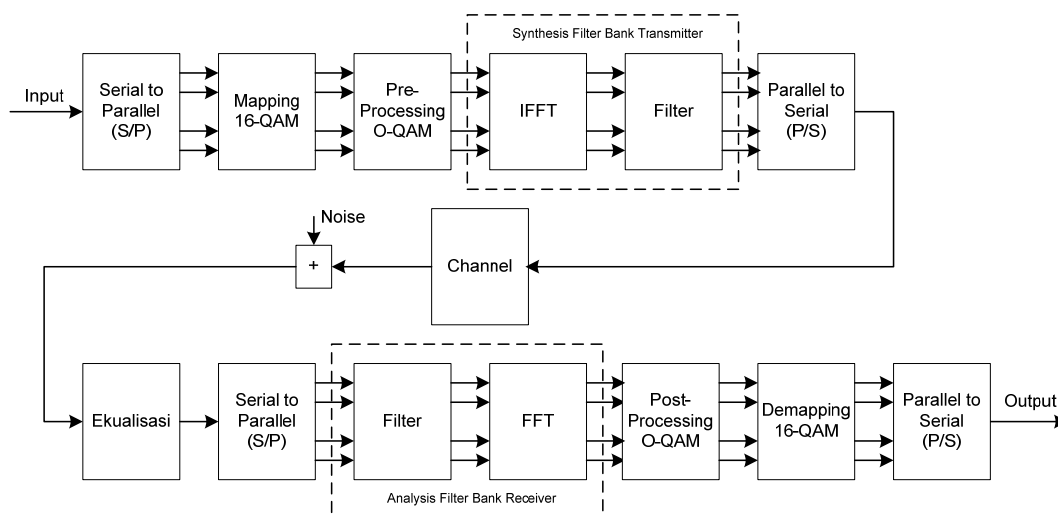 Synthesis Filter Bank Transmitter
Input
Serial to
Parallel
(S/P)
Mapping
16-QAM
Pre-
Processing
O-QAM
IFFT
Filter
Parallel to
Serial
(P/S)
Noise
+
Channel
Ekualisasi
Serial to
Parallel
(S/P)
Filter
FFT
Post-
Processing
O-QAM
Demapping
16-QAM
Parallel to
Serial
(P/S)
Output
Analysis Filter Bank Receiver